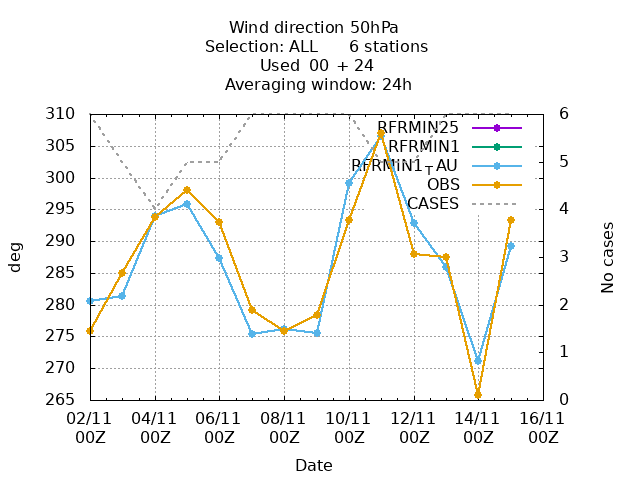 Wind direction 50hPa
Selection: ALL 6 stations
Used 00 + 24
Averaging window: 24h
310
305
300
295
290
285
280
275
270
265
deg
6
5
4
3
2
1
0
No cases
RFRMIN25
RFRMIN1
RFRMIN1_TAU
OBS
CASES
02/11 04/11 06/11 08/11 10/11 12/11 14/11 16/11
00Z 00Z 00Z 00Z 00Z 00Z 00Z 00Z
Date